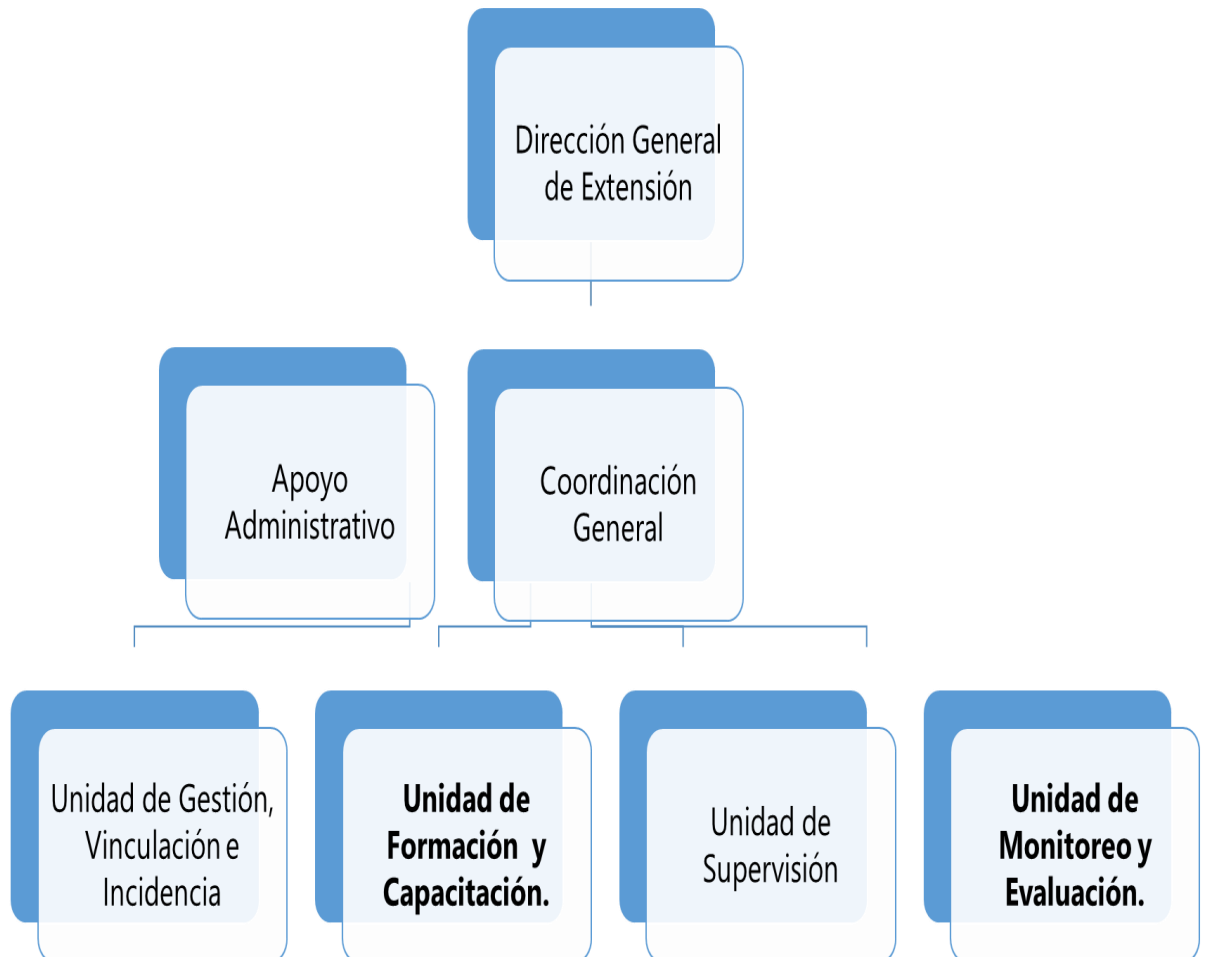 Dirección General
de Extensión
Apoyo
Administrativo
Coordinación
General
Unidad de Gestión,
Vinculación e
Incidencia
Unidad de
Formación y
Capacitación.
Unidad de
Supervisión
Unidad de
Monitoreo y
Evaluación.